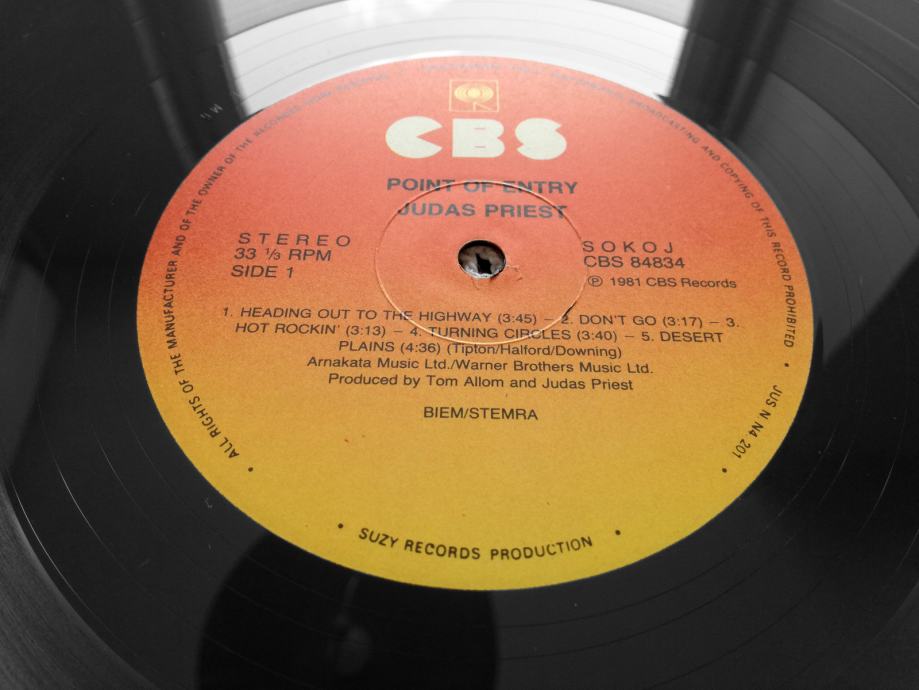 CBS
POINT OF ENTRY
JUDAS PRIEST
STEREO
33 ⅓ RPM
SIDE 1
SOKOJ
CBS 84834
Ⓟ 1981 CBS Records
1. HEADING OUT TO THE HIGHWAY (3:45) – 2. DON'T GO (3:17) – 3.
HOT ROCKIN' (3:13) – 4. TURNING CIRCLES (3:40) – 5. DESERT
PLAINS (4:36) (Tipton/Halford/Downing)
Arnakata Music Ltd./Warner Brothers Music Ltd.
Produced by Tom Allom and Judas Priest
BIEM/STEMRA
ALL RIGHTS OF THE MANUFACTURER AND OF THE OWNER OF THE RECORDED BROADCASTING AND COPYING OF THIS RECORD PROHIBITED • JUS N N4 201 •
• SUZY RECORDS PRODUCTION •